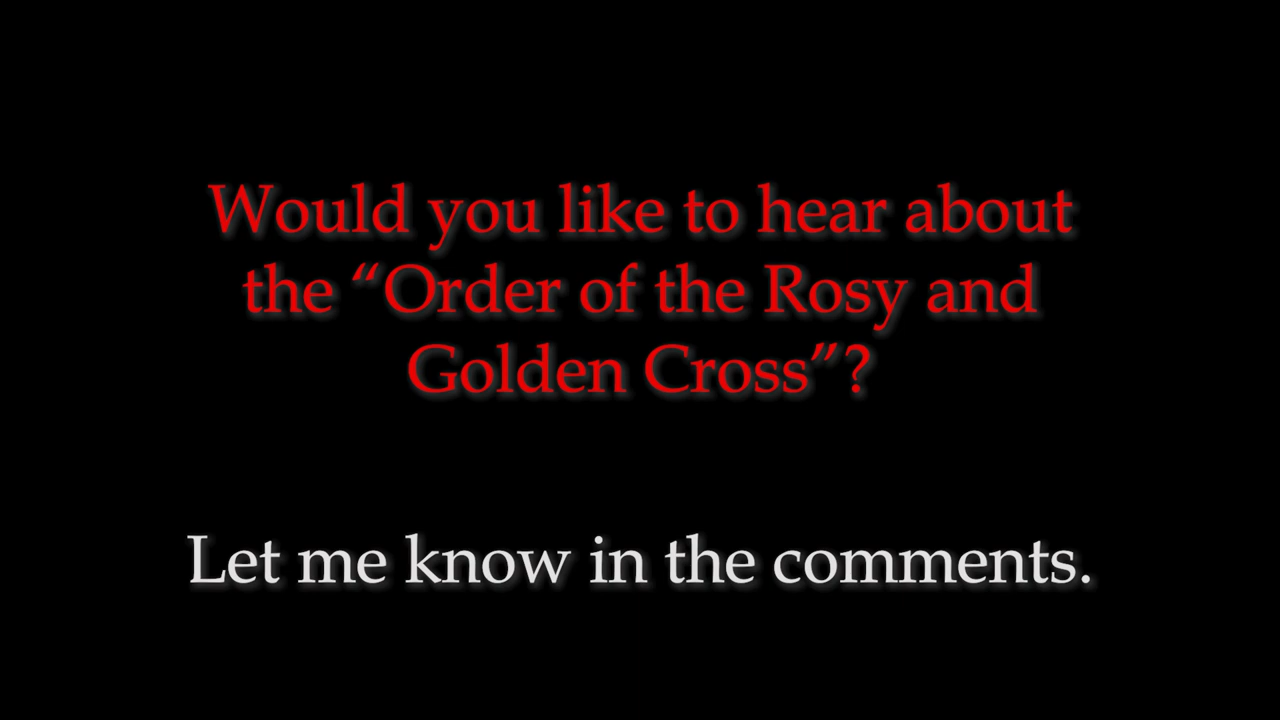 Would you like to hear about
the “Order of the Rosy and
Golden Cross”?
Let me know in the comments.